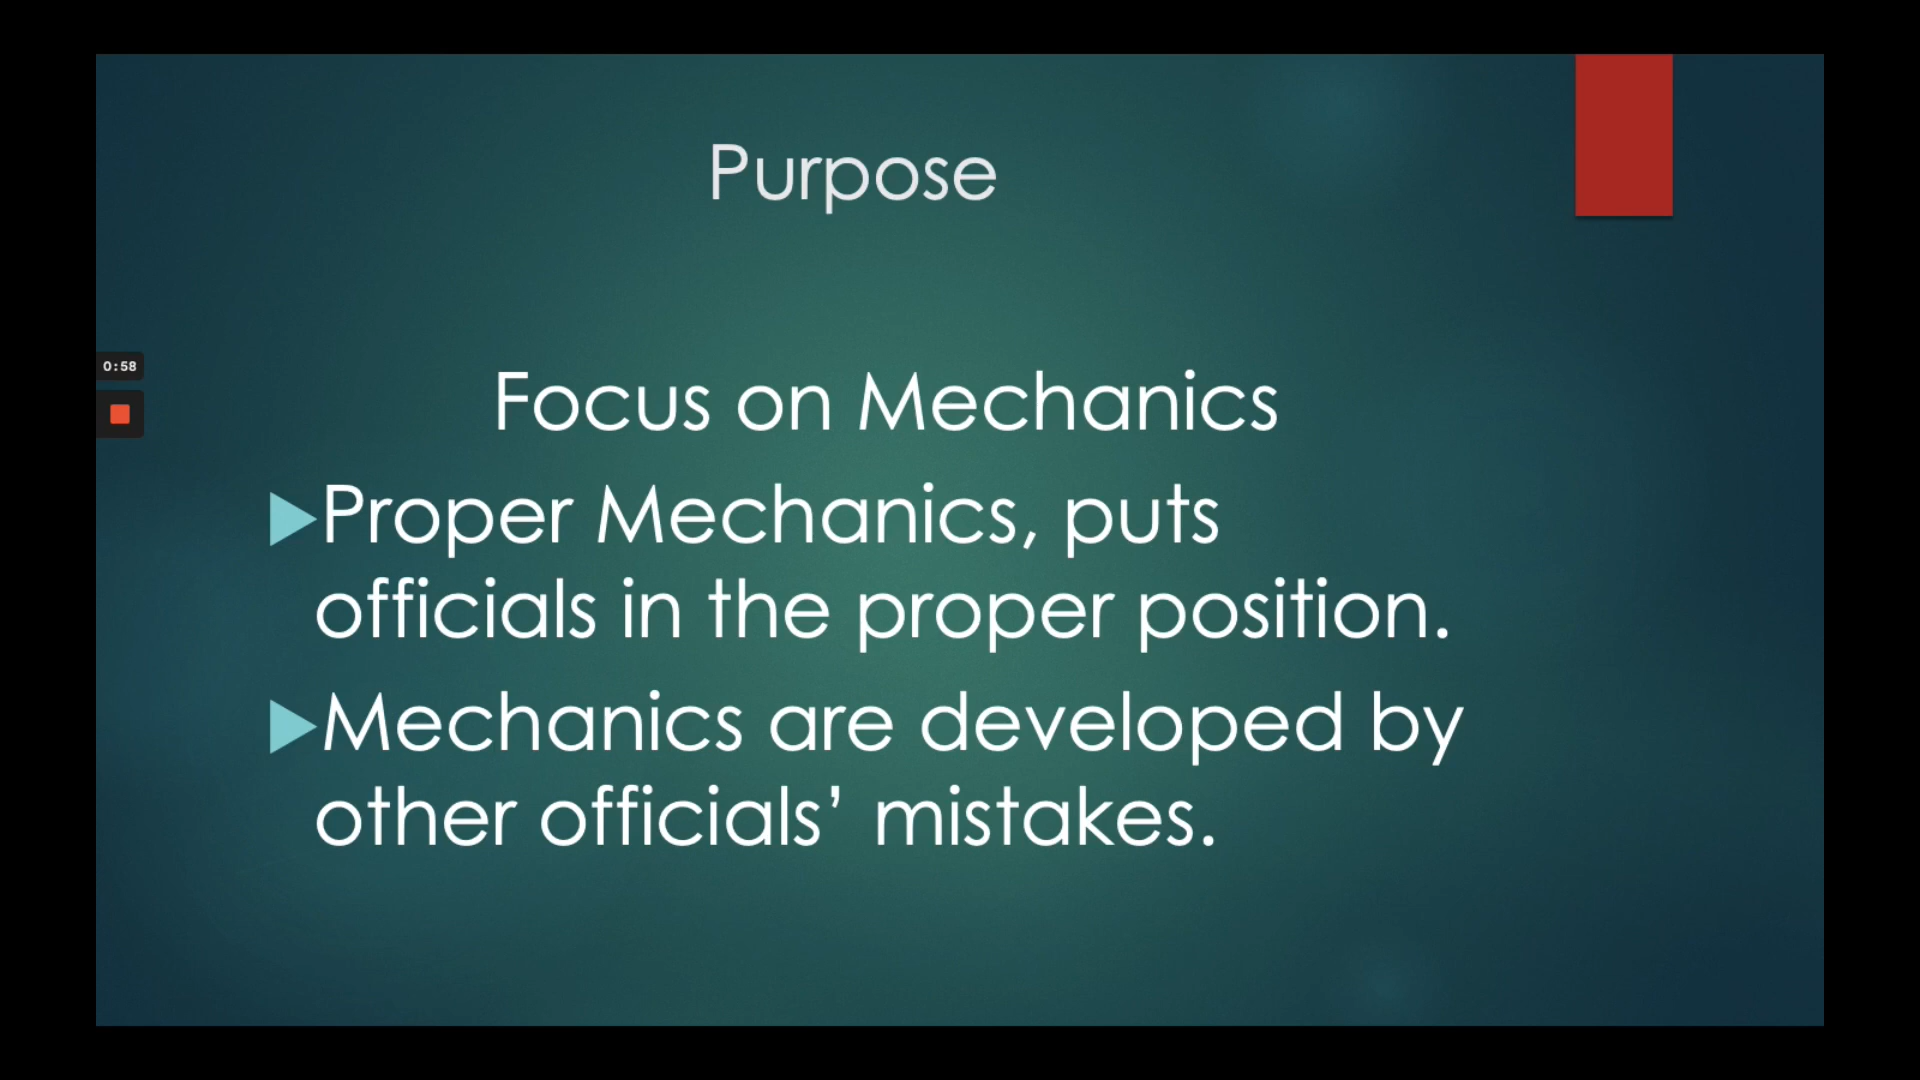 Purpose
0:58
Focus on Mechanics
Proper Mechanics, puts
officials in the proper position.
Mechanics are developed by
other officials’ mistakes.